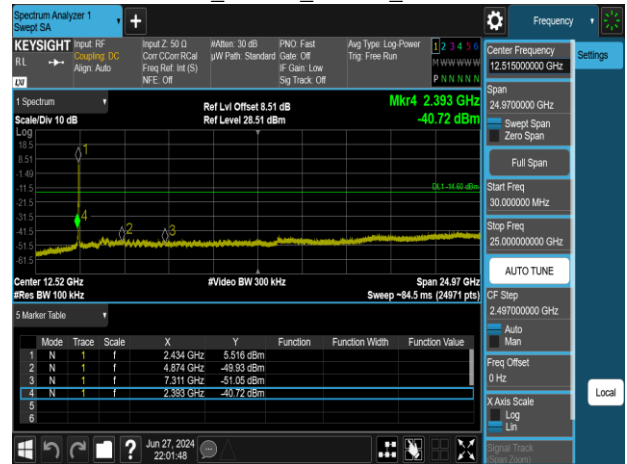 Spectrum Analyzer 1
Swept SA
Frequency
KEYSIGHT
RL
Input: RF
Coupling: DC
Align: Auto
Input Z: 50 Ω
Corr CCorr RCal
Freq Ref: Int (S)
NFE: Off
#Atten: 30 dB
µW Path: Standard
PNO: Fast
Gate: Off
IF Gain: Low
Sig Track: Off
Avg Type: Log-Power
Trig: Free Run
1 2 3 4 5 6
M W W W W W
P N N N N N
1 Spectrum
Scale/Div 10 dB
Ref Lvl Offset 8.51 dB
Ref Level 28.51 dBm
Mkr4 2.393 GHz
-40.72 dBm
Log
18.5
8.51
-1.49
-11.5
-21.5
-31.5
-41.5
-51.5
-61.5
1
4
2
3
DL1 -14.60 dBm
Center 12.52 GHz
#Res BW 100 kHz
#Video BW 300 kHz
Span 24.97 GHz
Sweep ~84.5 ms (24971 pts)
5 Marker Table
Mode Trace Scale X Y Function Function Width Function Value
1 N 1 f 2.434 GHz 5.516 dBm
2 N 1 f 4.874 GHz -49.93 dBm
3 N 1 f 7.311 GHz -51.05 dBm
4 N 1 f 2.393 GHz -40.72 dBm
5
6
Jun 27, 2024
22:01:48
Center Frequency
12.515000000 GHz
Settings
Span
24.9700000 GHz
Swept Span
Zero Span
Full Span
Start Freq
30.000000 MHz
Stop Freq
25.000000000 GHz
AUTO TUNE
CF Step
2.497000000 GHz
Auto
Man
Freq Offset
0 Hz
X Axis Scale
Log
Lin
Local
Signal Track
(Span Zoom)